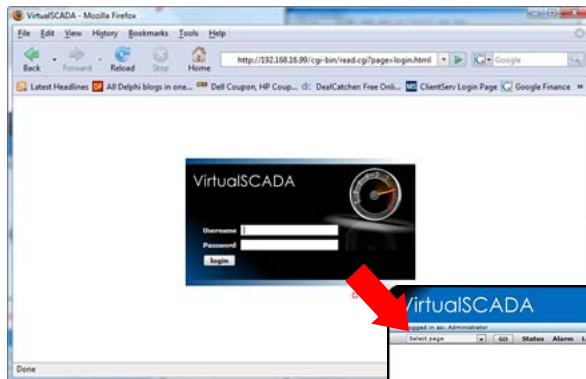 VirtualSCADA - Mozilla Firefox
File Edit View History Bookmarks Tools Help
Back Forward Reload Stop Home
http://192.168.16.99/cgi-bin/read.cgi?page=login.html
Google
Latest Headlines All Delphi blogs in one... Dell Coupon, HP Coup... DealCatcher: Free Onli... ClientServ Login Page Google Finance
VirtualSCADA
Username
Password
login
VirtualSCADA
Logged in as: Administrator
Select page GO Status Alarm
Done